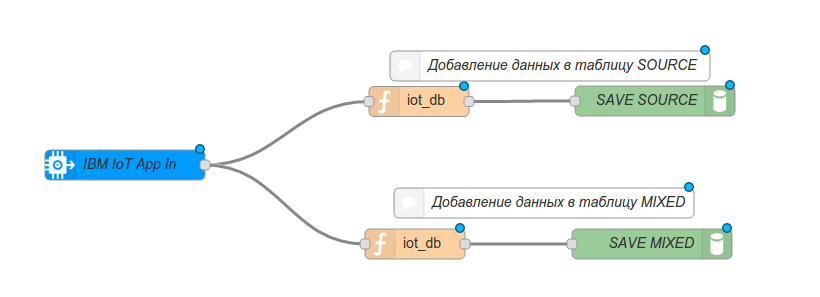 Добавление данных в таблицу SOURCE
iot_db
SAVE SOURCE
IBM IoT App In
Добавление данных в таблицу MIXED
iot_db
SAVE MIXED